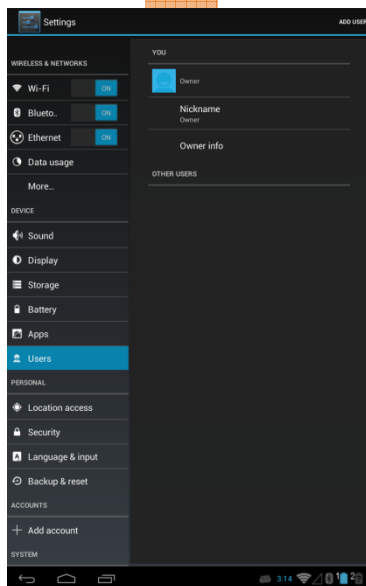 Settings
ADD USER
WIRELESS & NETWORKS
Wi-Fi ON
Blueto.. ON
Ethernet ON
Data usage
More..
DEVICE
Sound
Display
Storage
Battery
Apps
Users
PERSONAL
Location access
Security
Language & input
Backup & reset
ACCOUNTS
Add account
SYSTEM
YOU
Owner
Nickname
Owner
Owner info
OTHER USERS
3:14
1
2